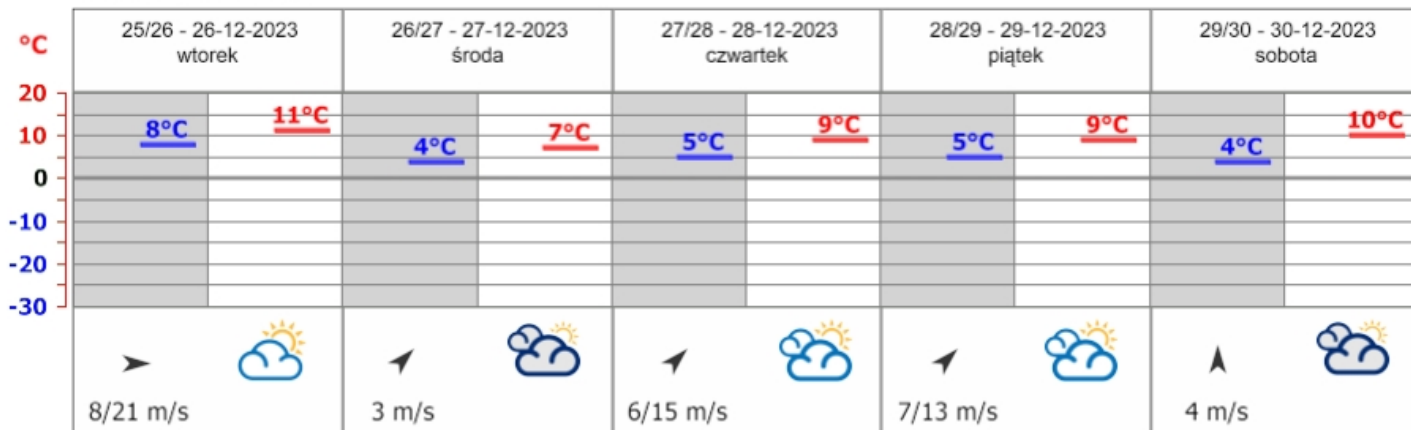 25/26 - 26-12-2023
wtorek
26/27 - 27-12-2023
środa
27/28 - 28-12-2023
czwartek
28/29 - 29-12-2023
piątek
29/30 - 30-12-2023
sobota
°C
20
10
0
-10
-20
-30
8°C
11°C
4°C
7°C
5°C
9°C
5°C
9°C
4°C
10°C
8/21 m/s
3 m/s
6/15 m/s
7/13 m/s
4 m/s